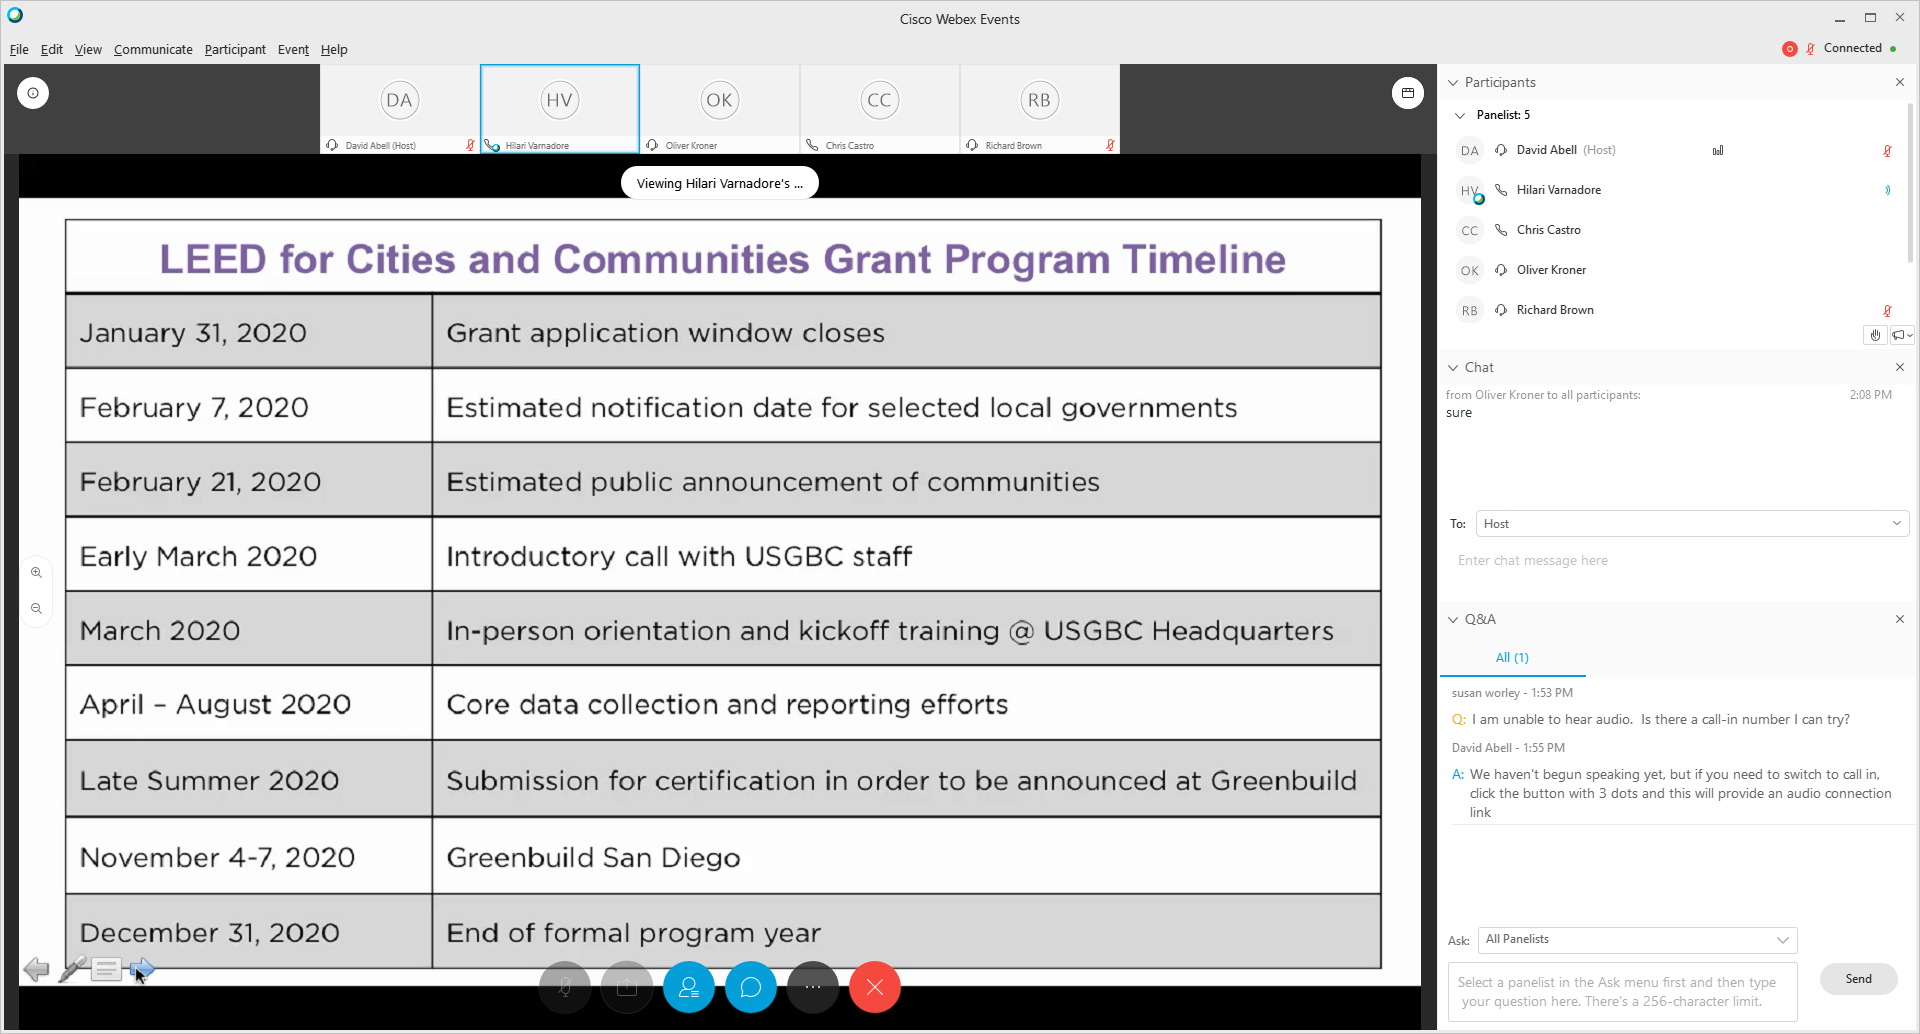 Cisco Webex Events
File Edit View Communicate Participant Event Help
Connected
DA HV OK CC RB
David Abell (Host) Hilari Varnadore Oliver Kroner Chris Castro Richard Brown
Viewing Hilari Varnadore's ...
LEED for Cities and Communities Grant Program Timeline
January 31, 2020 Grant application window closes
February 7, 2020 Estimated notification date for selected local governments
February 21, 2020 Estimated public announcement of communities
Early March 2020 Introductory call with USGBC staff
March 2020 In-person orientation and kickoff training @ USGBC Headquarters
April – August 2020 Core data collection and reporting efforts
Late Summer 2020 Submission for certification in order to be announced at Greenbuild
November 4-7, 2020 Greenbuild San Diego
December 31, 2020 End of formal program year
Participants
Panelist: 5
DA David Abell (Host)
HV Hilari Varnadore
CC Chris Castro
OK Oliver Kroner
RB Richard Brown
Chat
from Oliver Kroner to all participants: 2:08 PM
sure
To: Host
Enter chat message here
Q&A
All (1)
susan worley - 1:53 PM
Q: I am unable to hear audio. Is there a call-in number I can try?
David Abell - 1:55 PM
A: We haven't begun speaking yet, but if you need to switch to call in,
click the button with 3 dots and this will provide an audio connection
link
Ask: All Panelists
Select a panelist in the Ask menu first and then type
your question here. There's a 256-character limit.
Send